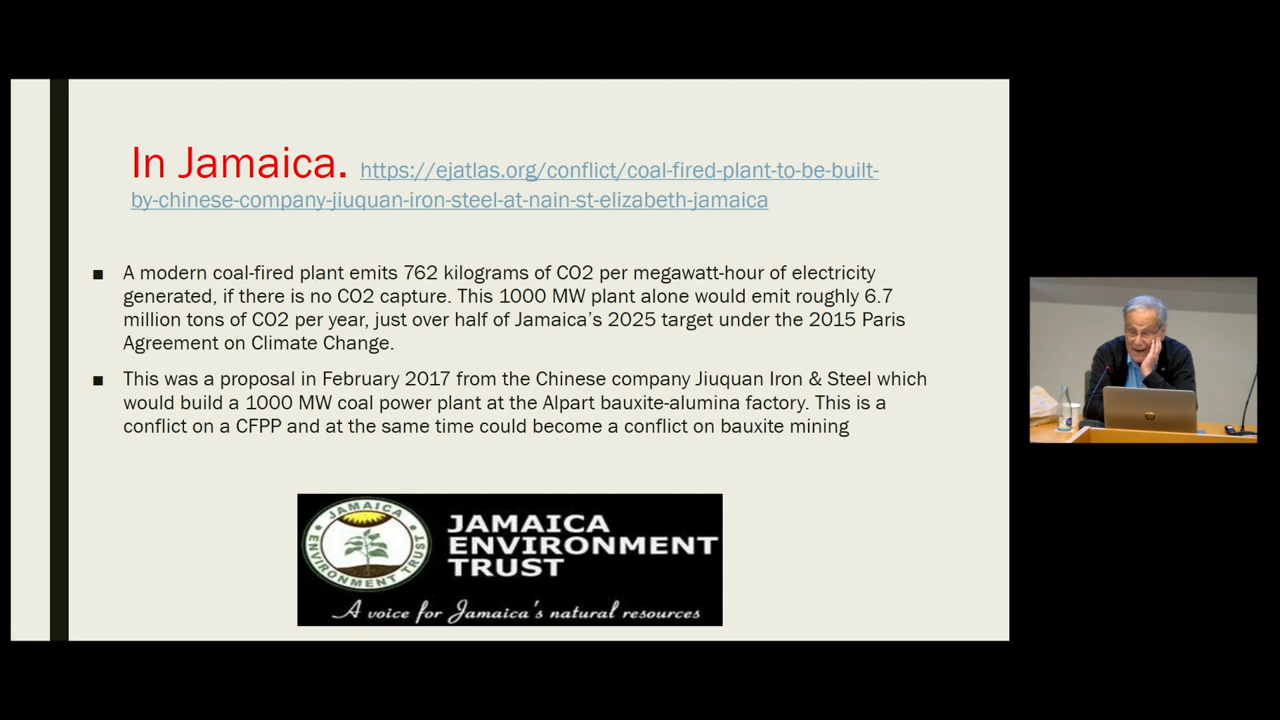 In Jamaica. https://ejatlas.org/conflict/coal-fired-plant-to-be-built-
by-chinese-company-jiuquan-iron-steel-at-nain-st-elizabeth-jamaica
■ A modern coal-fired plant emits 762 kilograms of CO2 per megawatt-hour of electricity
generated, if there is no CO2 capture. This 1000 MW plant alone would emit roughly 6.7
million tons of CO2 per year, just over half of Jamaica's 2025 target under the 2015 Paris
Agreement on Climate Change.
■ This was a proposal in February 2017 from the Chinese company Jiuquan Iron & Steel which
would build a 1000 MW coal power plant at the Alpart bauxite-alumina factory. This is a
conflict on a CFPP and at the same time could become a conflict on bauxite mining
JAMAICA
ENVIRONMENT TRUST
JAMAICA
ENVIRONMENT
TRUST
A voice for Jamaica's natural resources